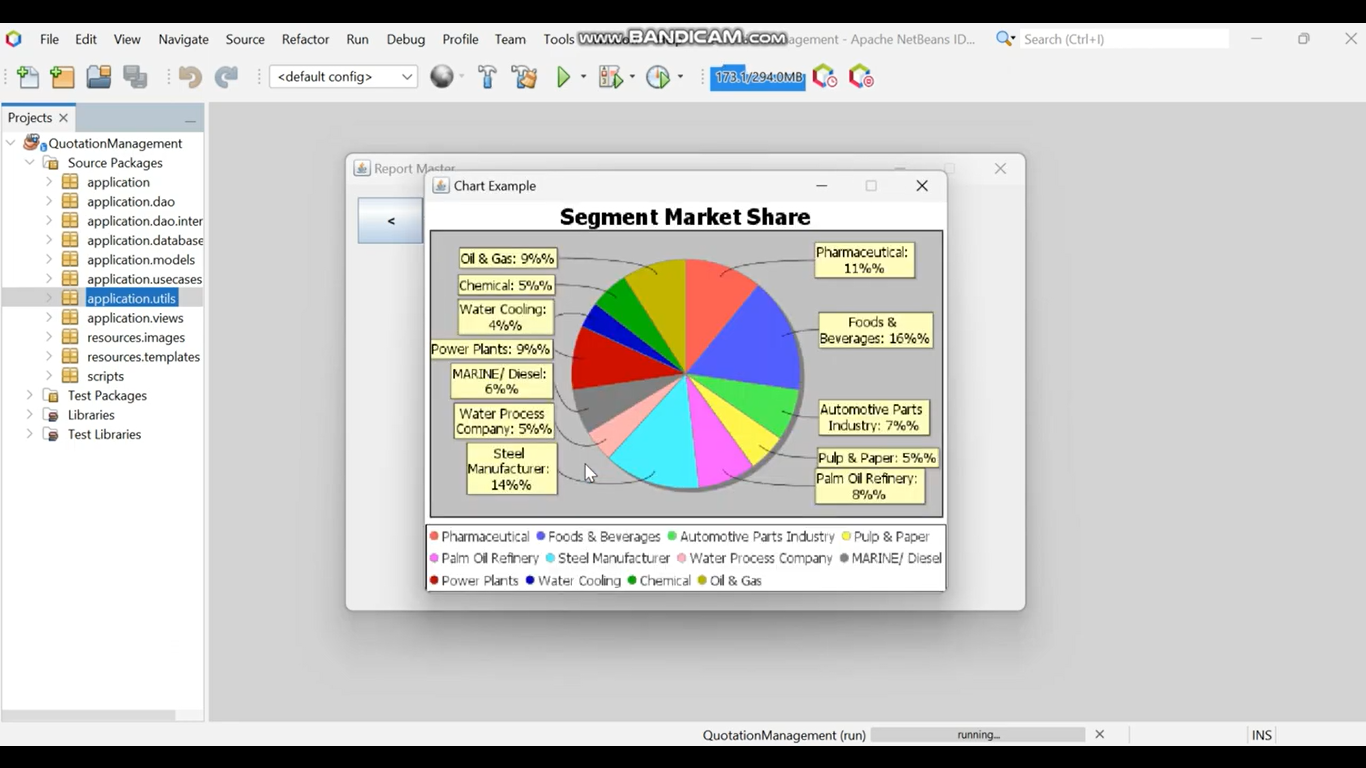 File Edit View Navigate Source Refactor Run Debug Profile Team Tools
www.BANDICAM.com
agement - Apache NetBeans ID...
Search (Ctrl+I)
<default config>
173.1/294.0MB
Projects
QuotationManagement
Source Packages
application
application.dao
application.dao.inter
application.database
application.models
application.usecases
application.utils
application.views
resources.images
resources.templates
scripts
Test Packages
Libraries
Test Libraries
Report Master
<
Chart Example
Segment Market Share
Oil & Gas: 9%%
Chemical: 5%%
Water Cooling:
4%%
Power Plants: 9%%
MARINE/ Diesel:
6%%
Water Process
Company: 5%%
Steel
Manufacturer:
14%%
Pharmaceutical:
11%%
Foods &
Beverages: 16%%
Automotive Parts
Industry: 7%%
Pulp & Paper: 5%%
Palm Oil Refinery:
8%%
Pharmaceutical Foods & Beverages Automotive Parts Industry Pulp & Paper
Palm Oil Refinery Steel Manufacturer Water Process Company MARINE/ Diesel
Power Plants Water Cooling Chemical Oil & Gas
QuotationManagement (run)
running...
INS